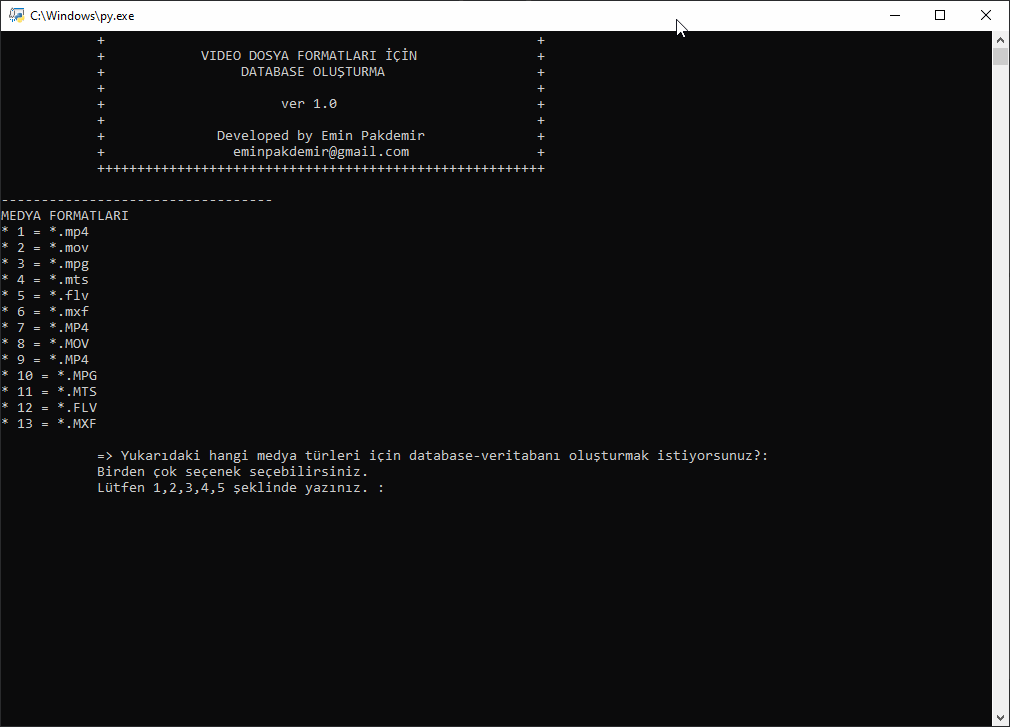 C:\Windows\py.exe
+ +
+ VIDEO DOSYA FORMATLARI İÇİN +
+ DATABASE OLUŞTURMA +
+ +
+ ver 1.0 +
+ +
+ Developed by Emin Pakdemir +
+ eminpakdemir@gmail.com +
++++++++++++++++++++++++++++++++++++++++++++++++++++++++
----------------------------------
MEDYA FORMATLARI
* 1 = *.mp4
* 2 = *.mov
* 3 = *.mpg
* 4 = *.mts
* 5 = *.flv
* 6 = *.mxf
* 7 = *.MP4
* 8 = *.MOV
* 9 = *.MP4
* 10 = *.MPG
* 11 = *.MTS
* 12 = *.FLV
* 13 = *.MXF
=> Yukarıdaki hangi medya türleri için database-veritabanı oluşturmak istiyorsunuz?:
Birden çok seçenek seçebilirsiniz.
Lütfen 1,2,3,4,5 şeklinde yazınız. :